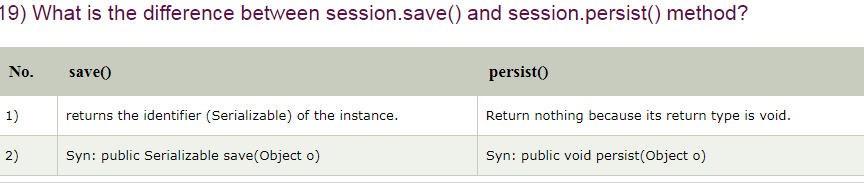 19) What is the difference between session.save() and session.persist() method?
No. save() persist()
1) returns the identifier (Serializable) of the instance. Return nothing because its return type is void.
2) Syn: public Serializable save(Object o) Syn: public void persist(Object o)